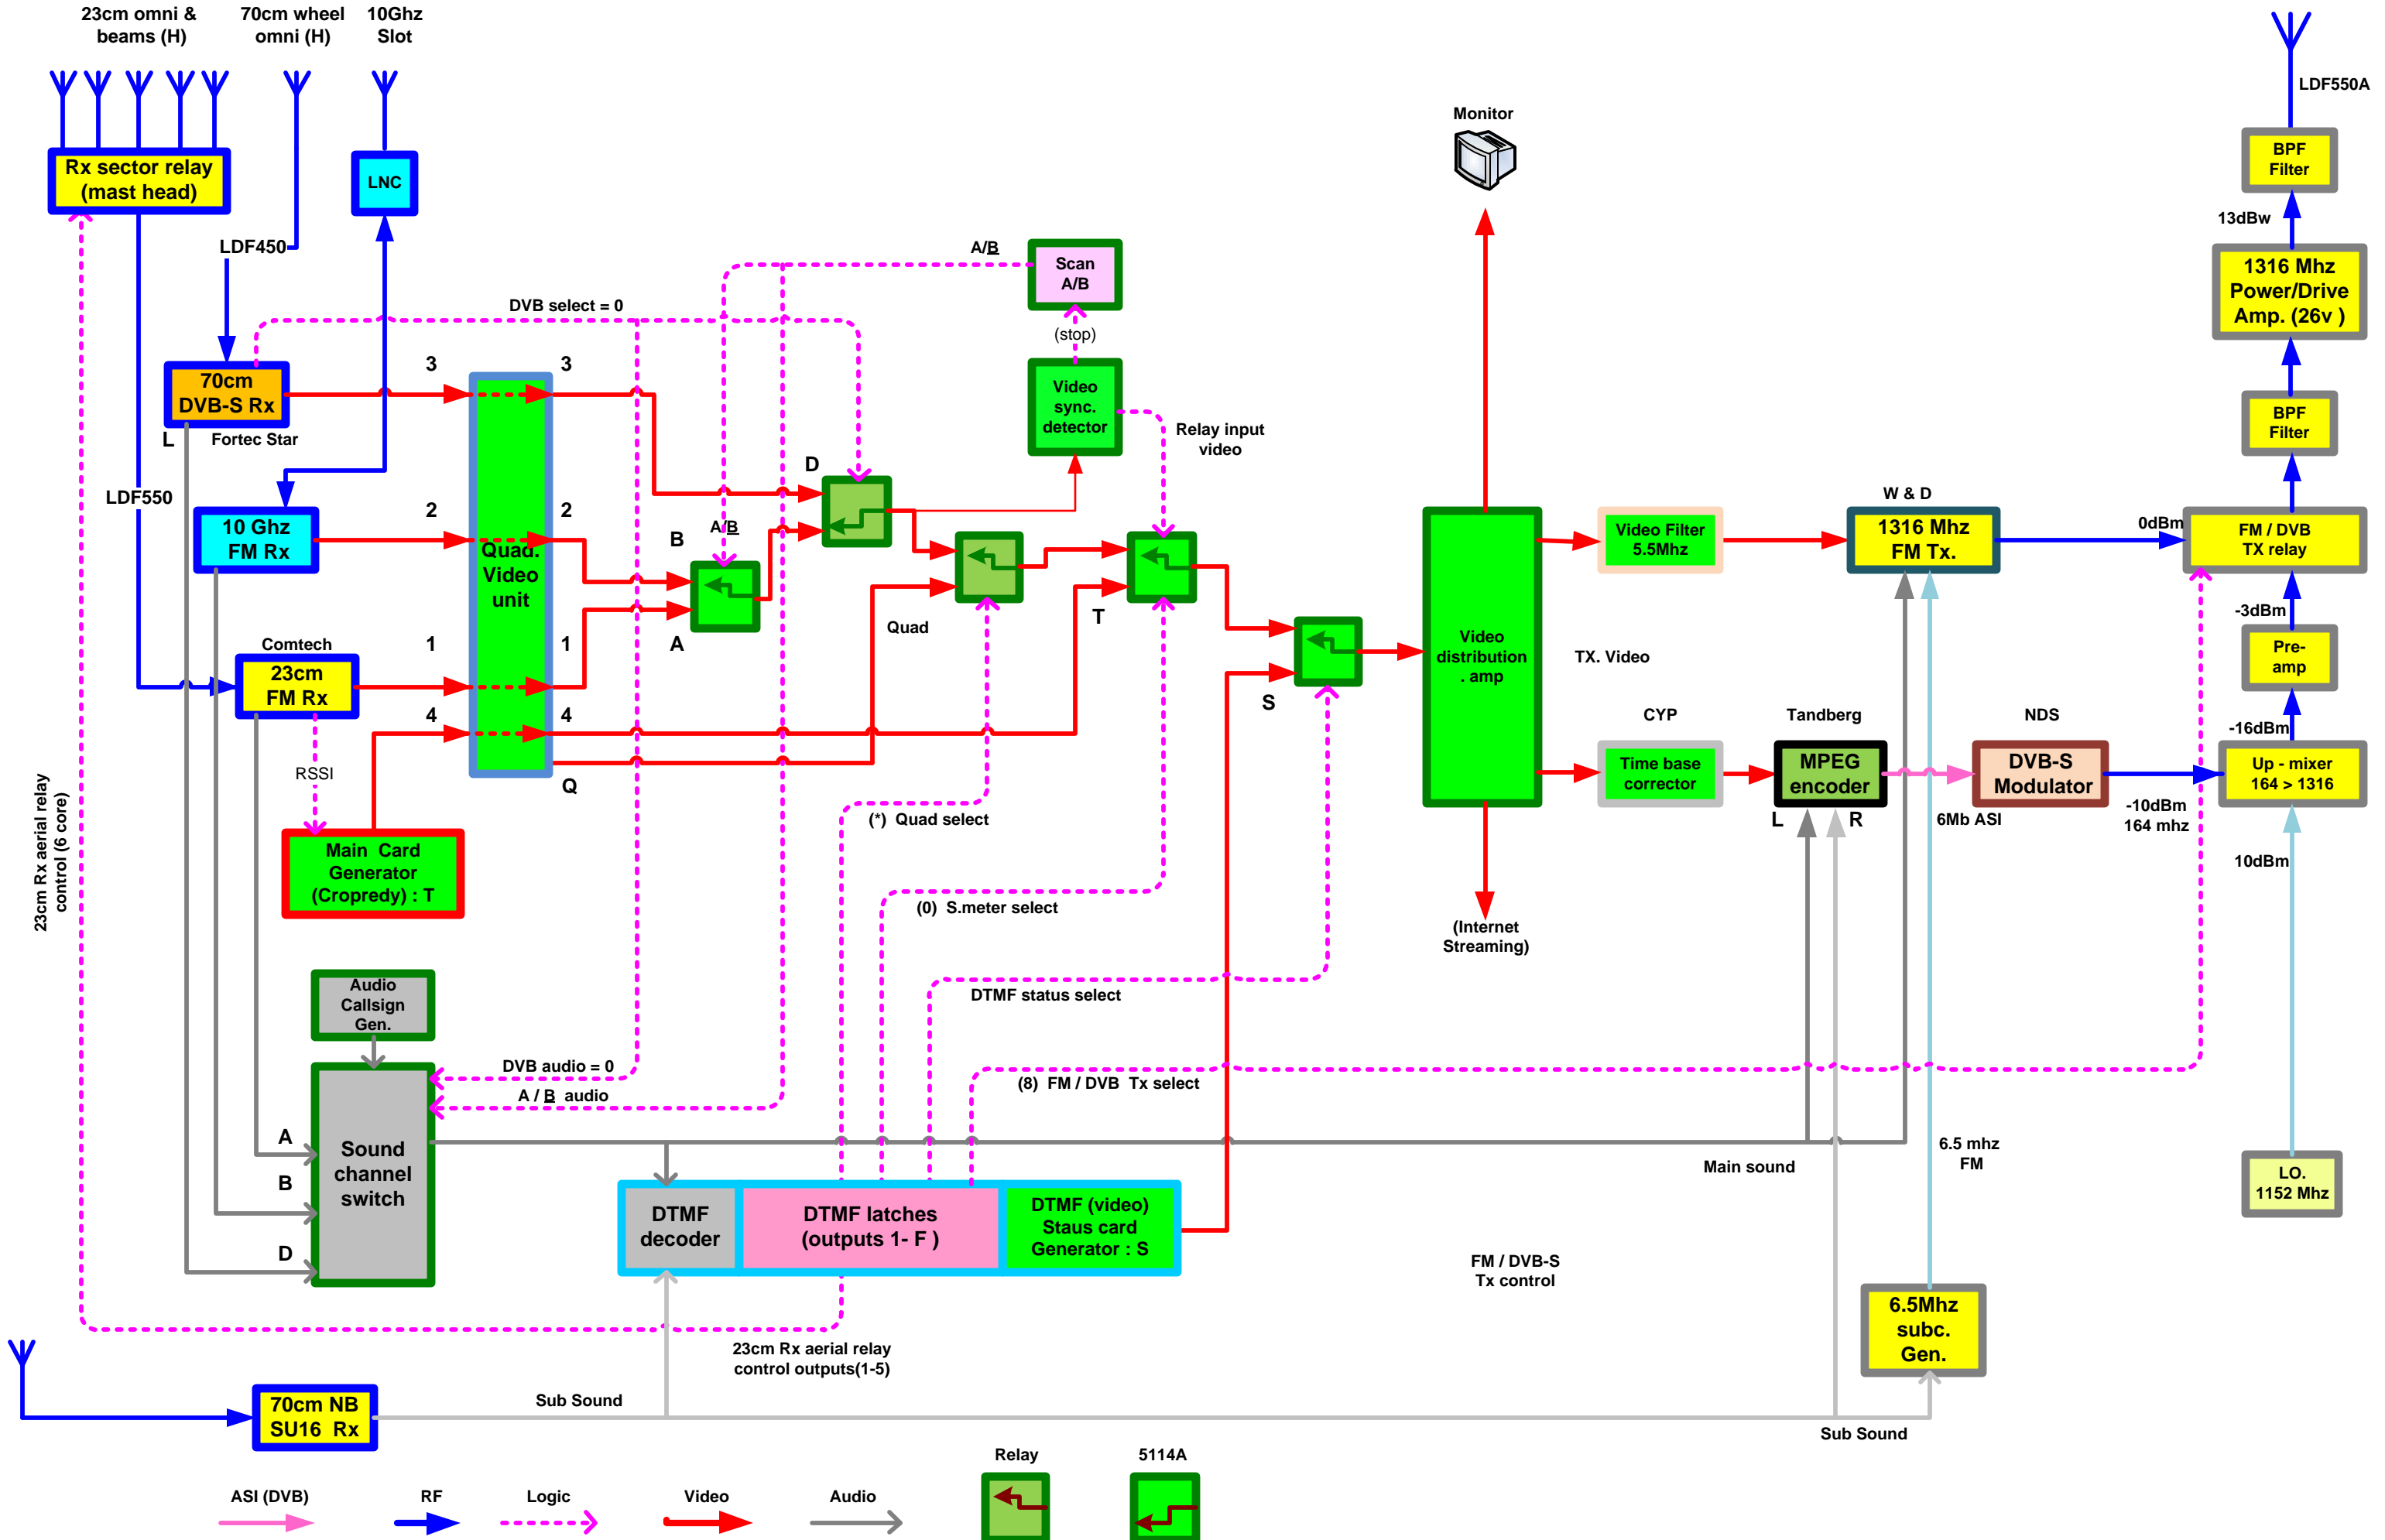 23cm omni &
beams (H)
70cm wheel
omni (H)
10Ghz
Slot
LDF550A
Monitor
BPF
Filter
Rx sector relay
(mast head)
LNC
13dBw
LDF450
A/B
Scan
A/B
1316 Mhz
Power/Drive
Amp. (26v )
DVB select = 0
(stop)
3
3
70cm
DVB-S Rx
Video
sync.
detector
L
Fortec Star
Relay input
video
BPF
Filter
D
LDF550
W & D
2
2
10 Ghz
FM Rx
A/B
B
Quad.
Video
unit
Video Filter
5.5Mhz
1316 Mhz
FM Tx.
0dBm
FM / DVB
TX relay
-3dBm
T
Quad
Comtech
1
1
A
23cm
FM Rx
Video
distribution
. amp
TX. Video
Pre-
amp
S
4
4
CYP
Tandberg
NDS
-16dBm
RSSI
Q
Time base
corrector
MPEG
encoder
DVB-S
Modulator
Up - mixer
164 > 1316
23cm Rx aerial relay
control (6 core)
(*) Quad select
L
R
6Mb ASI
-10dBm
164 mhz
Main Card
Generator
(Cropredy) : T
10dBm
(0) S.meter select
(Internet
Streaming)
Audio
Callsign
Gen.
DTMF status select
DVB audio = 0
(8) FM / DVB Tx select
A / B audio
A
Sound
channel
switch
B
D
6.5 mhz
FM
Main sound
LO.
1152 Mhz
DTMF
decoder
DTMF latches
(outputs 1- F )
DTMF (video)
Staus card
Generator : S
FM / DVB-S
Tx control
6.5Mhz
subc.
Gen.
23cm Rx aerial relay
control outputs(1-5)
70cm NB
SU16 Rx
Sub Sound
Sub Sound
Relay
5114A
ASI (DVB)
RF
Logic
Video
Audio